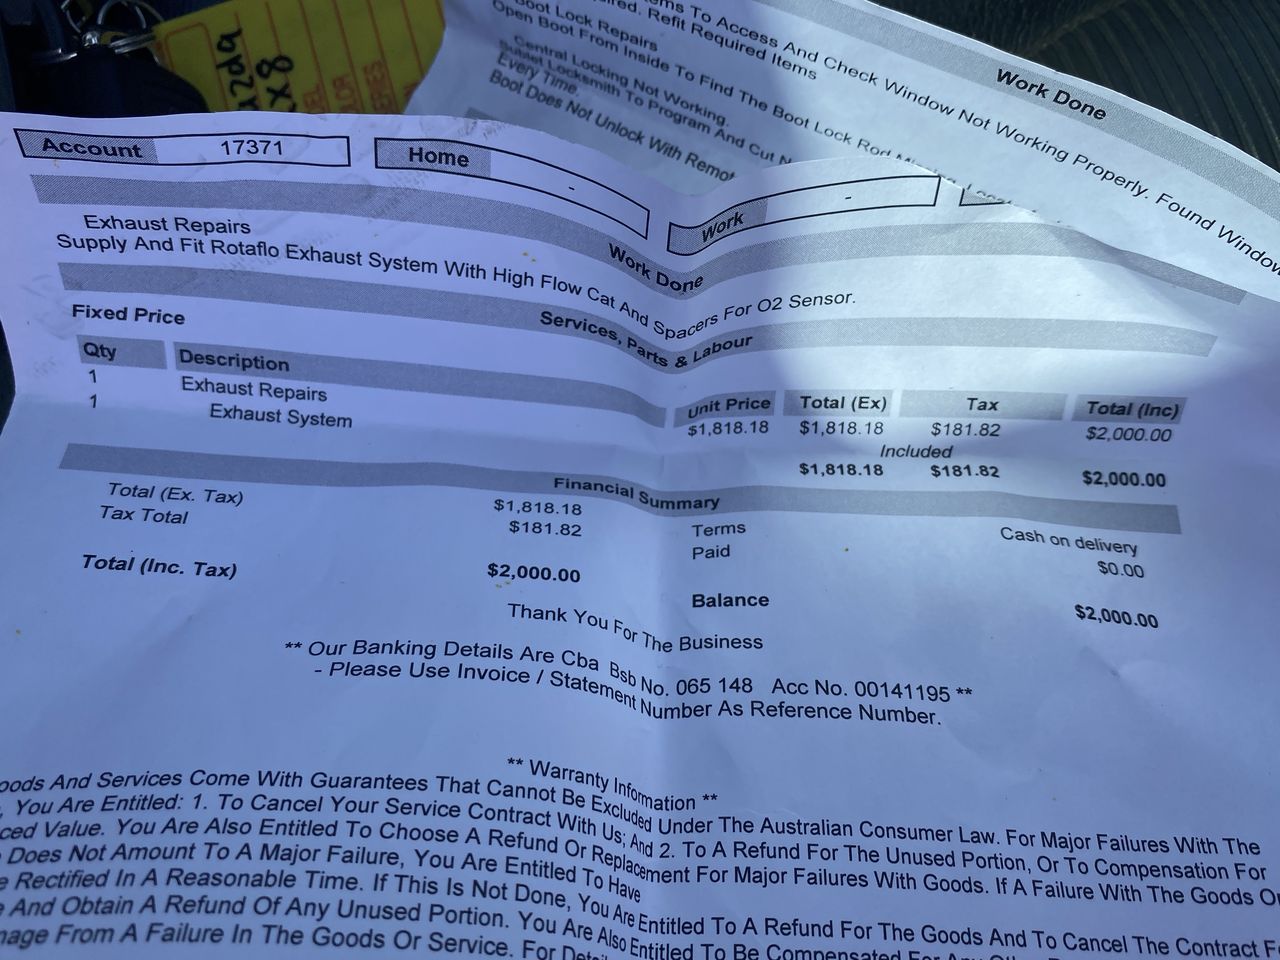 Work Done
ms To Access And Check Window Not Working Properly. Found Window
red. Refit Required Items
Boot Lock Repairs
Open Boot From Inside To Find The Boot Lock Rod
Central Locking Not Working.
Sublet Locksmith To Program And Cut
Every Time.
Boot Does Not Unlock With Remot
Account 17371
Home -
Work -
Work Done
Exhaust Repairs
Supply And Fit Rotaflo Exhaust System With High Flow Cat And Spacers For O2 Sensor.
Services, Parts & Labour
Fixed Price
Qty Description Unit Price Total (Ex) Tax Total (Inc)
1 Exhaust Repairs $1,818.18 $1,818.18 $181.82 $2,000.00
1 Exhaust System Included
$1,818.18 $181.82 $2,000.00
Financial Summary
Total (Ex. Tax) $1,818.18 Terms Cash on delivery
Tax Total $181.82 Paid $0.00
Total (Inc. Tax) $2,000.00 Balance $2,000.00
Thank You For The Business
** Our Banking Details Are Cba Bsb No. 065 148 Acc No. 00141195 **
- Please Use Invoice / Statement Number As Reference Number.
** Warranty Information **
oods And Services Come With Guarantees That Cannot Be Excluded Under The Australian Consumer Law. For Major Failures With The
, You Are Entitled: 1. To Cancel Your Service Contract With Us; And 2. To A Refund For The Unused Portion, Or To Compensation For
ced Value. You Are Also Entitled To Choose A Refund Or Replacement For Major Failures With Goods. If A Failure With The Goods Or
Does Not Amount To A Major Failure, You Are Entitled To Have
e Rectified In A Reasonable Time. If This Is Not Done, You Are Entitled To A Refund For The Goods And To Cancel The Contract F
e And Obtain A Refund Of Any Unused Portion. You Are Also Entitled To Be Compensated For Any
mage From A Failure In The Goods Or Service. For